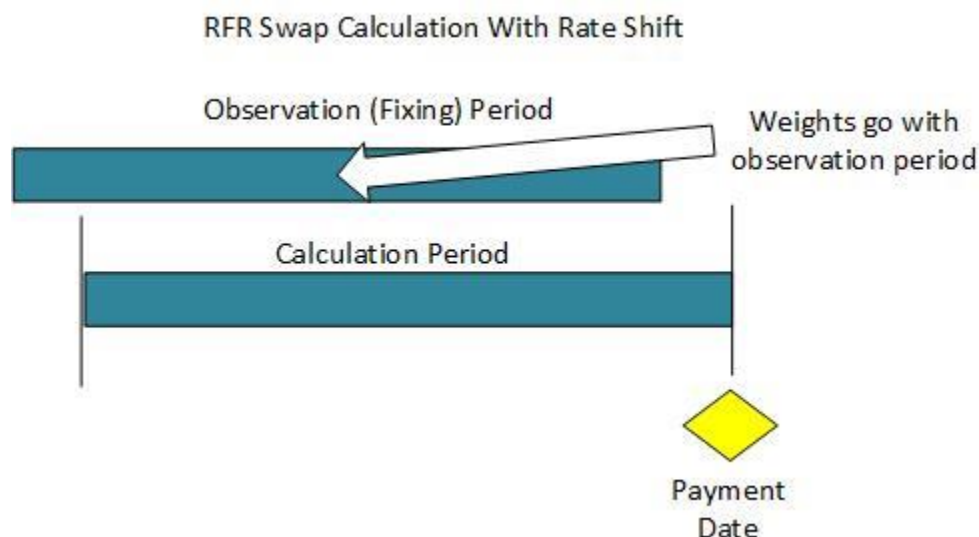 RFR Swap Calculation With Rate Shift
Observation (Fixing) Period
Weights go with
observation period
Calculation Period
Payment
Date